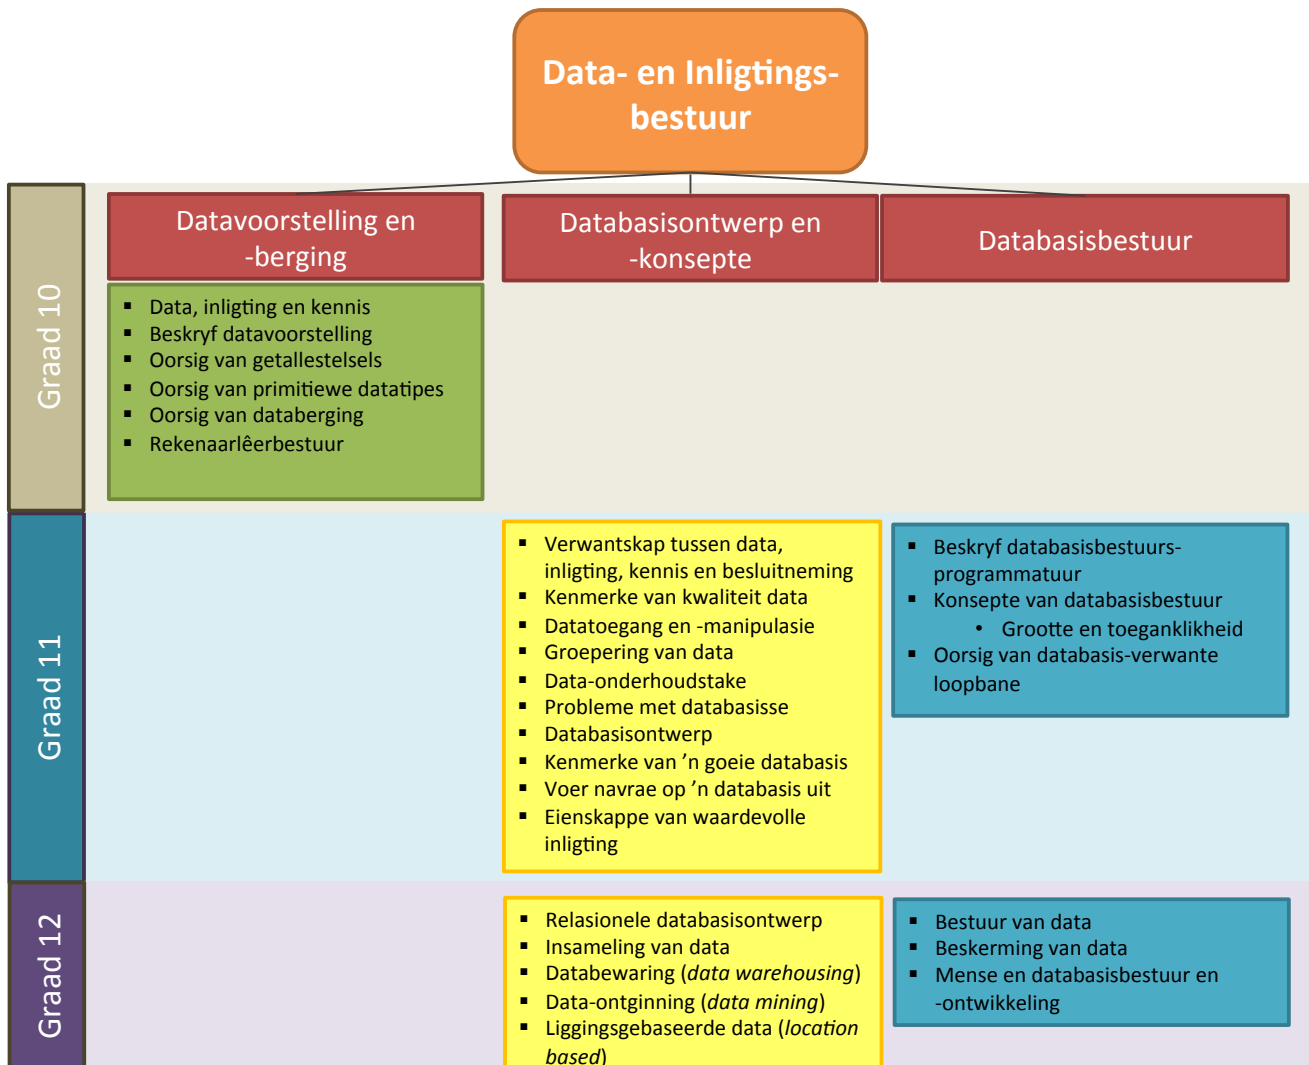 Data- en Inligtings-
bestuur
Datavoorstelling en
-berging
Databasisontwerp en
-konsepte
Databasisbestuur
Graad 10
▪ Data, inligting en kennis
▪ Beskryf datavoorstelling
▪ Oorsig van getallestelsels
▪ Oorsig van primitiewe datatipes
▪ Oorsig van databerging
▪ Rekenaarlêerbestuur
Graad 11
▪ Verwantskap tussen data,
inligting, kennis en besluitneming
▪ Kenmerke van kwaliteit data
▪ Datatoegang en -manipulasie
▪ Groepering van data
▪ Data-onderhoudstake
▪ Probleme met databasisse
▪ Databasisontwerp
▪ Kenmerke van ’n goeie databasis
▪ Voer navrae op ’n databasis uit
▪ Eienskappe van waardevolle
inligting
▪ Beskryf databasisbestuurs-
programmatuur
▪ Konsepte van databasisbestuur
• Grootte en toeganklikheid
▪ Oorsig van databasis-verwante
loopbane
Graad 12
▪ Relasionele databasisontwerp
▪ Insameling van data
▪ Databewaring (data warehousing)
▪ Data-ontginning (data mining)
▪ Liggingsgebaseerde data (location
based)
▪ Bestuur van data
▪ Beskerming van data
▪ Mense en databasisbestuur en
-ontwikkeling